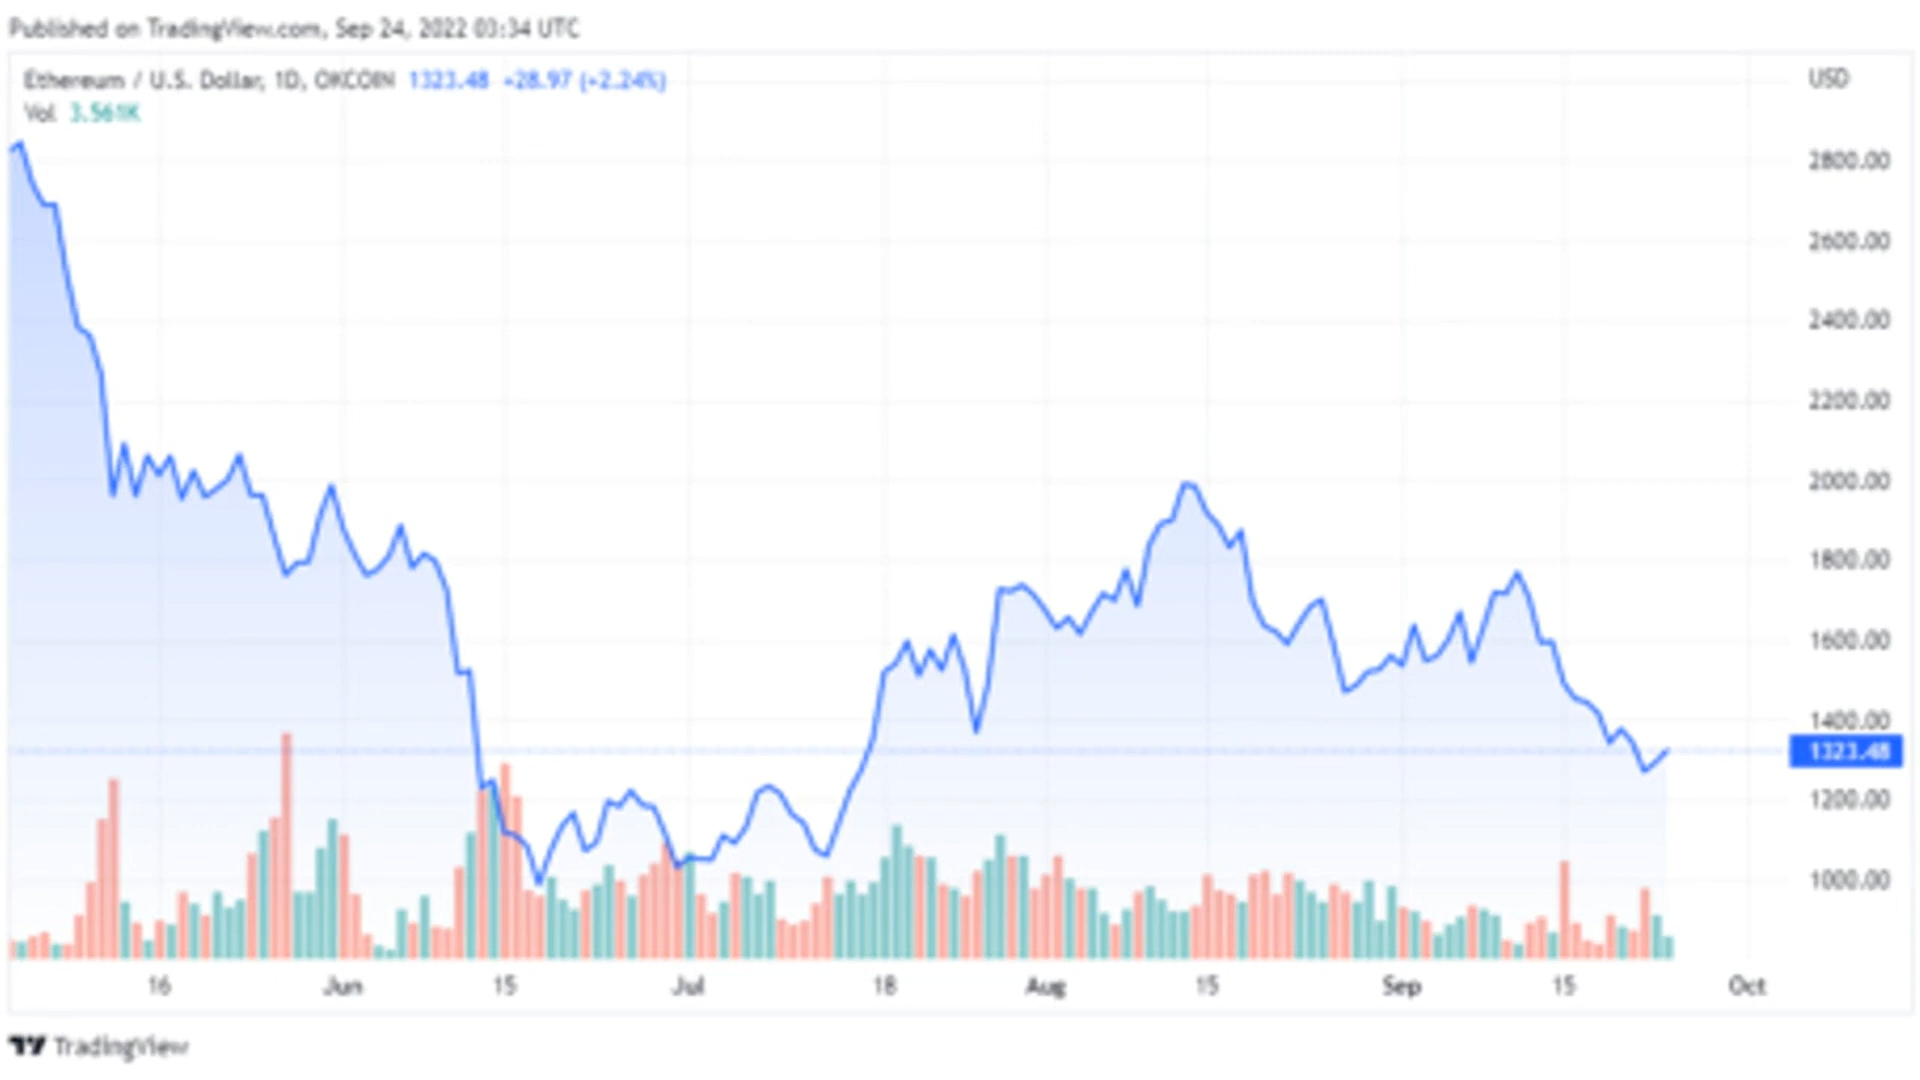 Published on TradingView.com, Sep 24, 2022 03:34 UTC
Ethereum / U.S. Dollar, 1D, OKCOIN 1323.48 +28.97 (+2.24%)
Vol 3.561K
USD
2800.00
2600.00
2400.00
2200.00
2000.00
1800.00
1600.00
1400.00
1323.48
1200.00
1000.00
16 Jun 15 Jul 18 Aug 15 Sep 15 Oct
TradingView